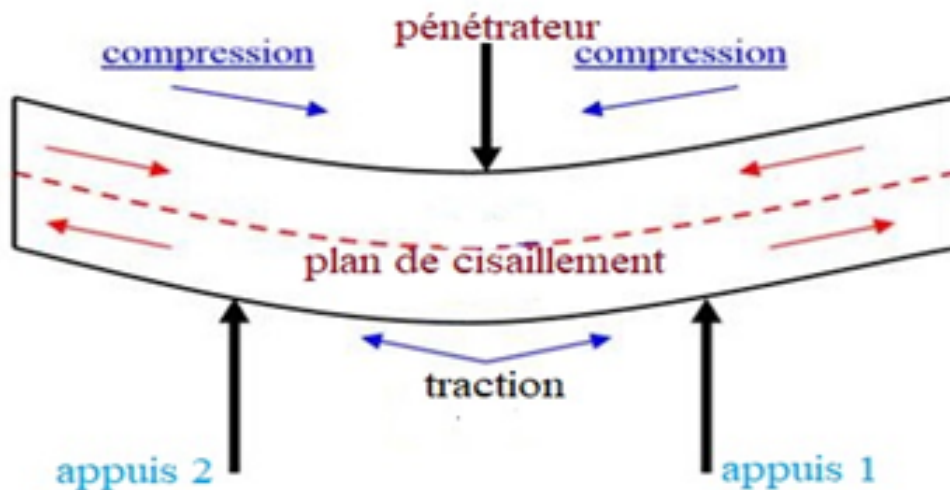 pénétrateur
compression
compression
plan de cisaillement
traction
appuis 2
appuis 1